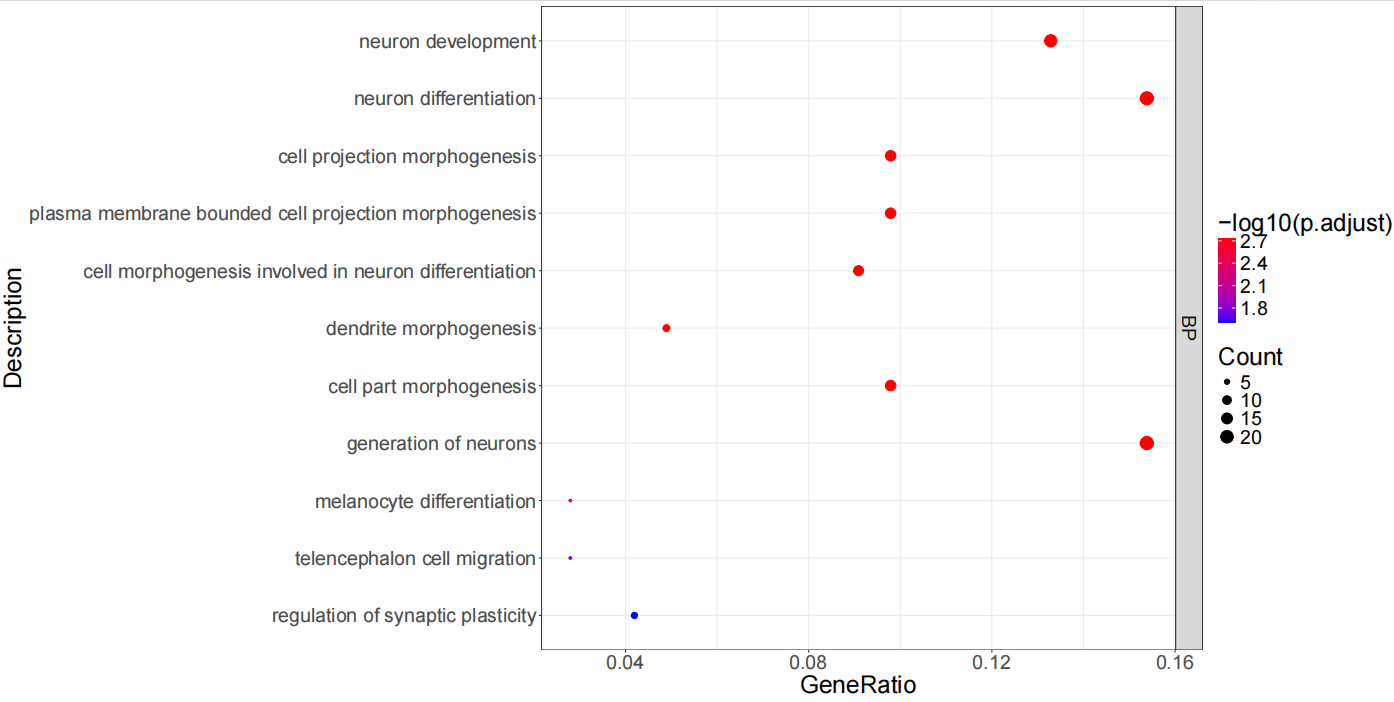 neuron development
neuron differentiation
cell projection morphogenesis
plasma membrane bounded cell projection morphogenesis
cell morphogenesis involved in neuron differentiation
dendrite morphogenesis
cell part morphogenesis
generation of neurons
melanocyte differentiation
telencephalon cell migration
regulation of synaptic plasticity
Description
0.04 0.08 0.12 0.16
GeneRatio
BP
−log10(p.adjust)
2.7
2.4
2.1
1.8
Count
5
10
15
20